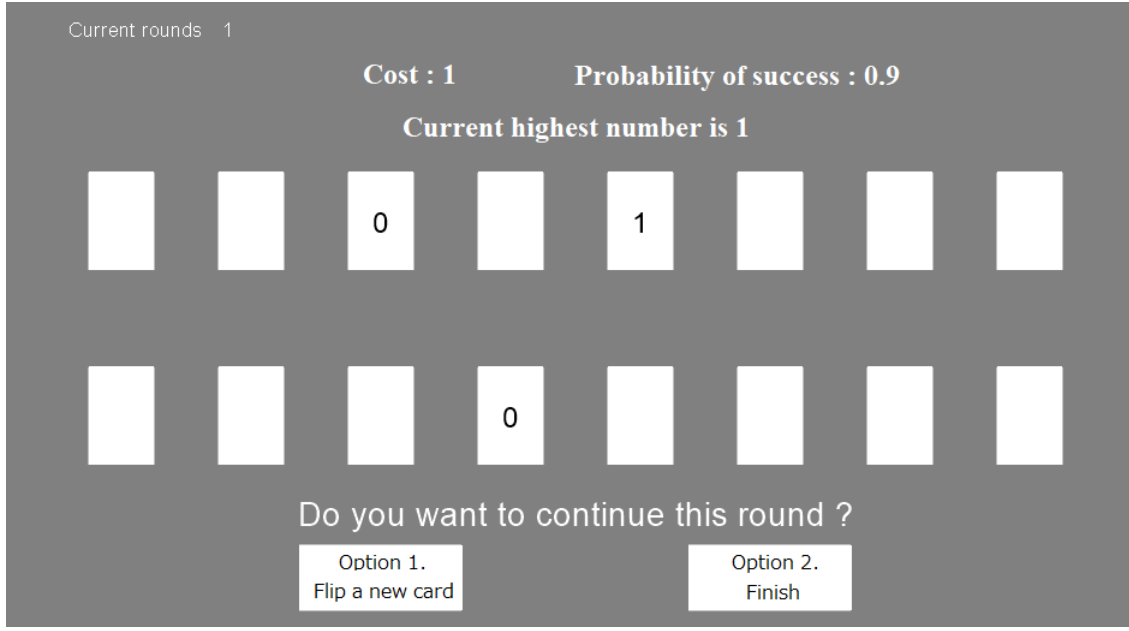 Current rounds 1
Cost : 1 Probability of success : 0.9
Current highest number is 1
0 1
0
Do you want to continue this round ?
Option 1. Option 2.
Flip a new card Finish